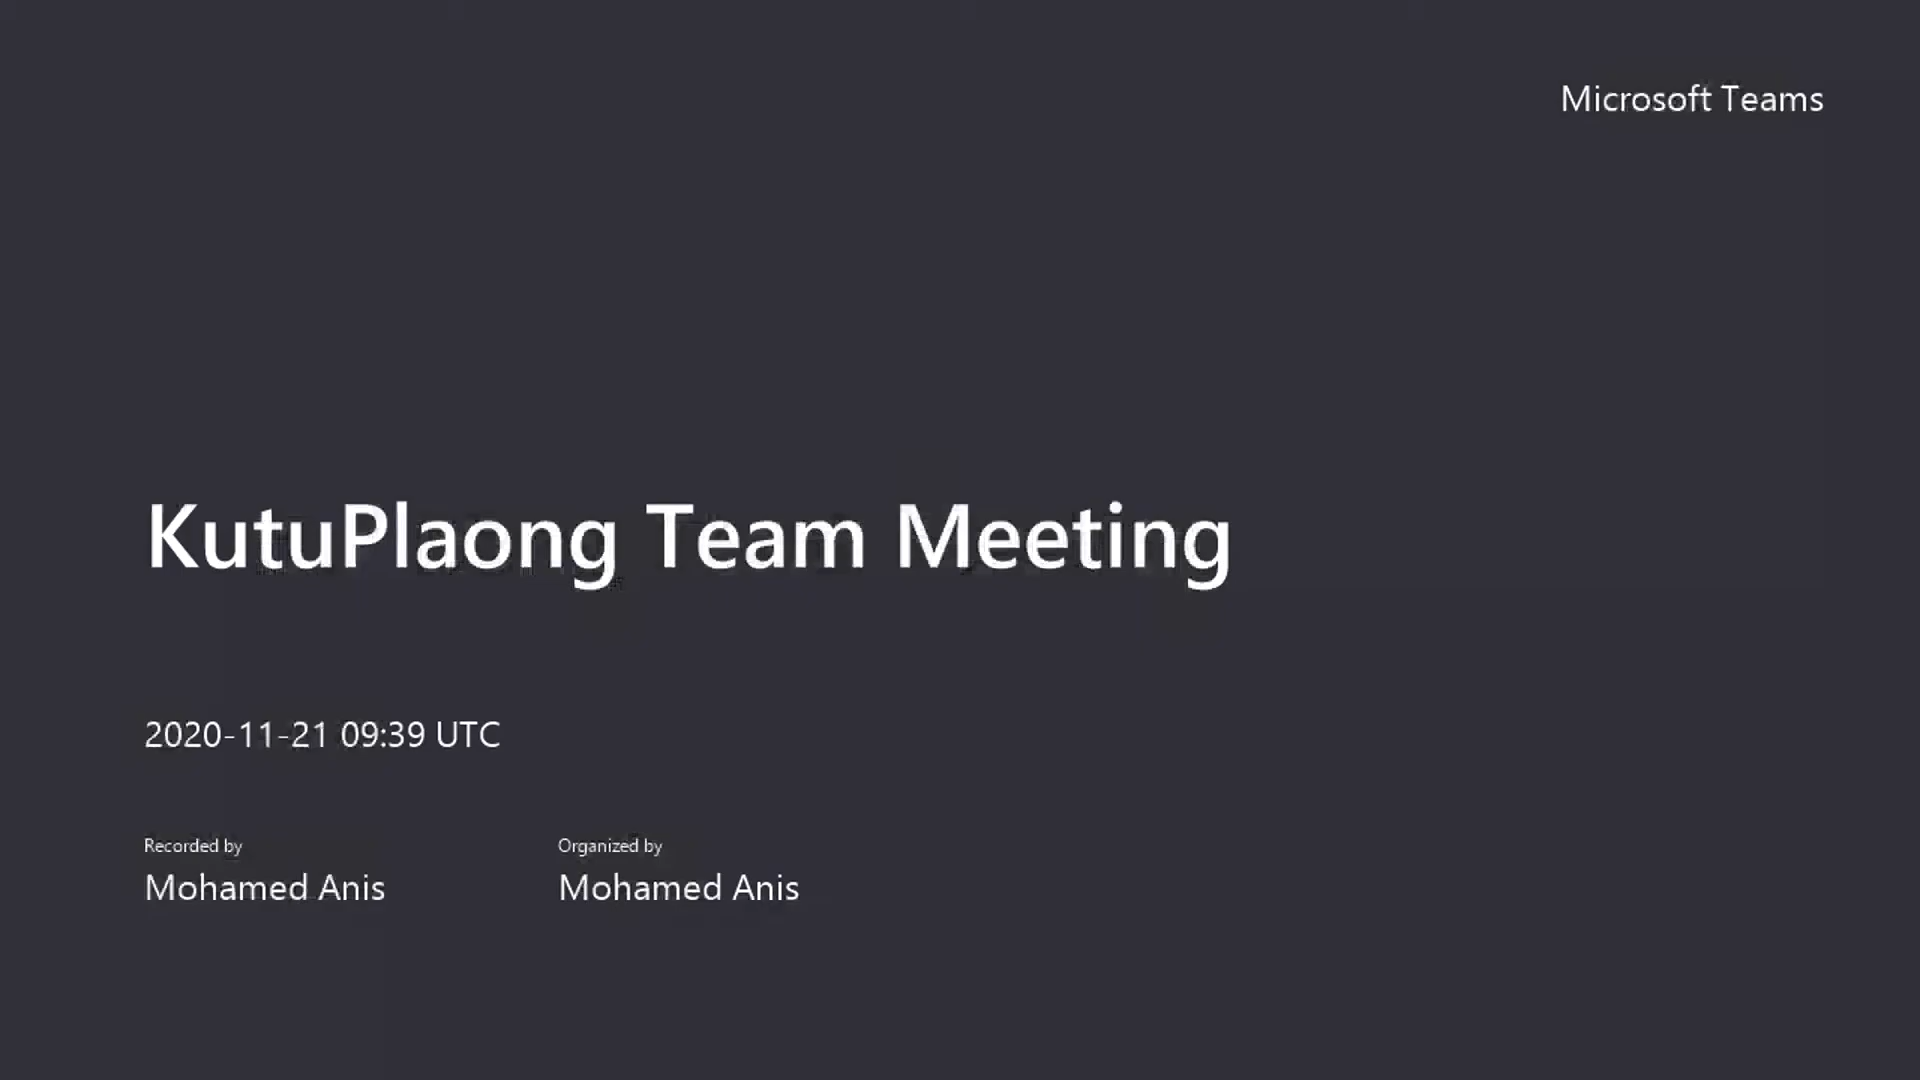 Microsoft Teams
KutuPlaong Team Meeting
2020-11-21 09:39 UTC
Recorded by
Mohamed Anis
Organized by
Mohamed Anis